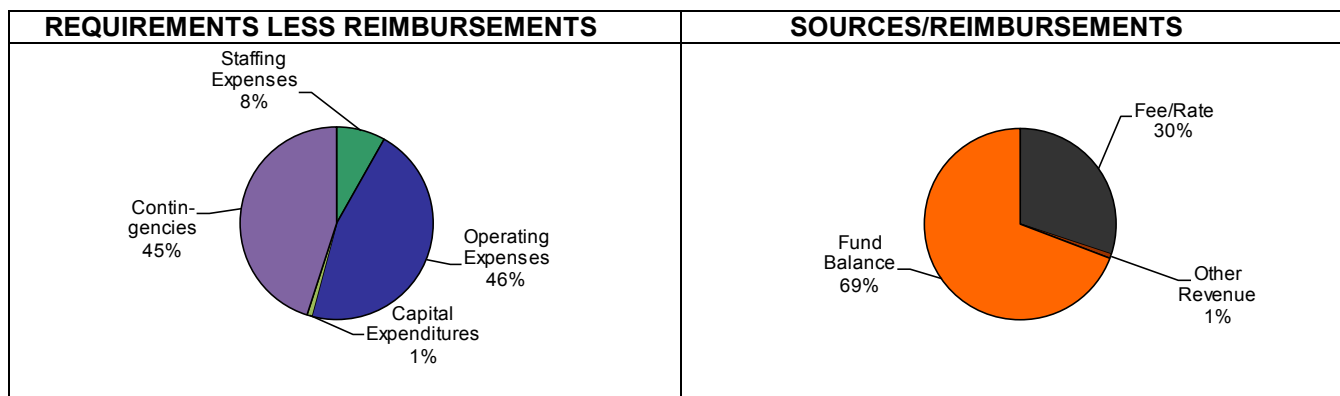 REQUIREMENTS LESS REIMBURSEMENTS
Staffing
Expenses
8%
Contin-
gencies
45%
Operating
Expenses
46%
Capital
Expenditures
1%
SOURCES/REIMBURSEMENTS
Fee/Rate
30%
Fund
Balance
69%
Other
Revenue
1%